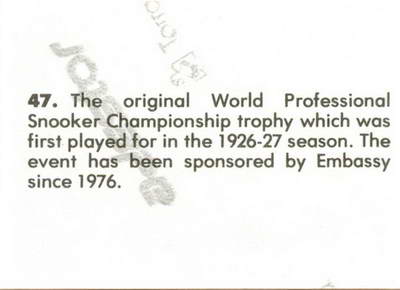 47. The original World Professional
Snooker Championship trophy which was
first played for in the 1926-27 season. The
event has been sponsored by Embassy
since 1976.